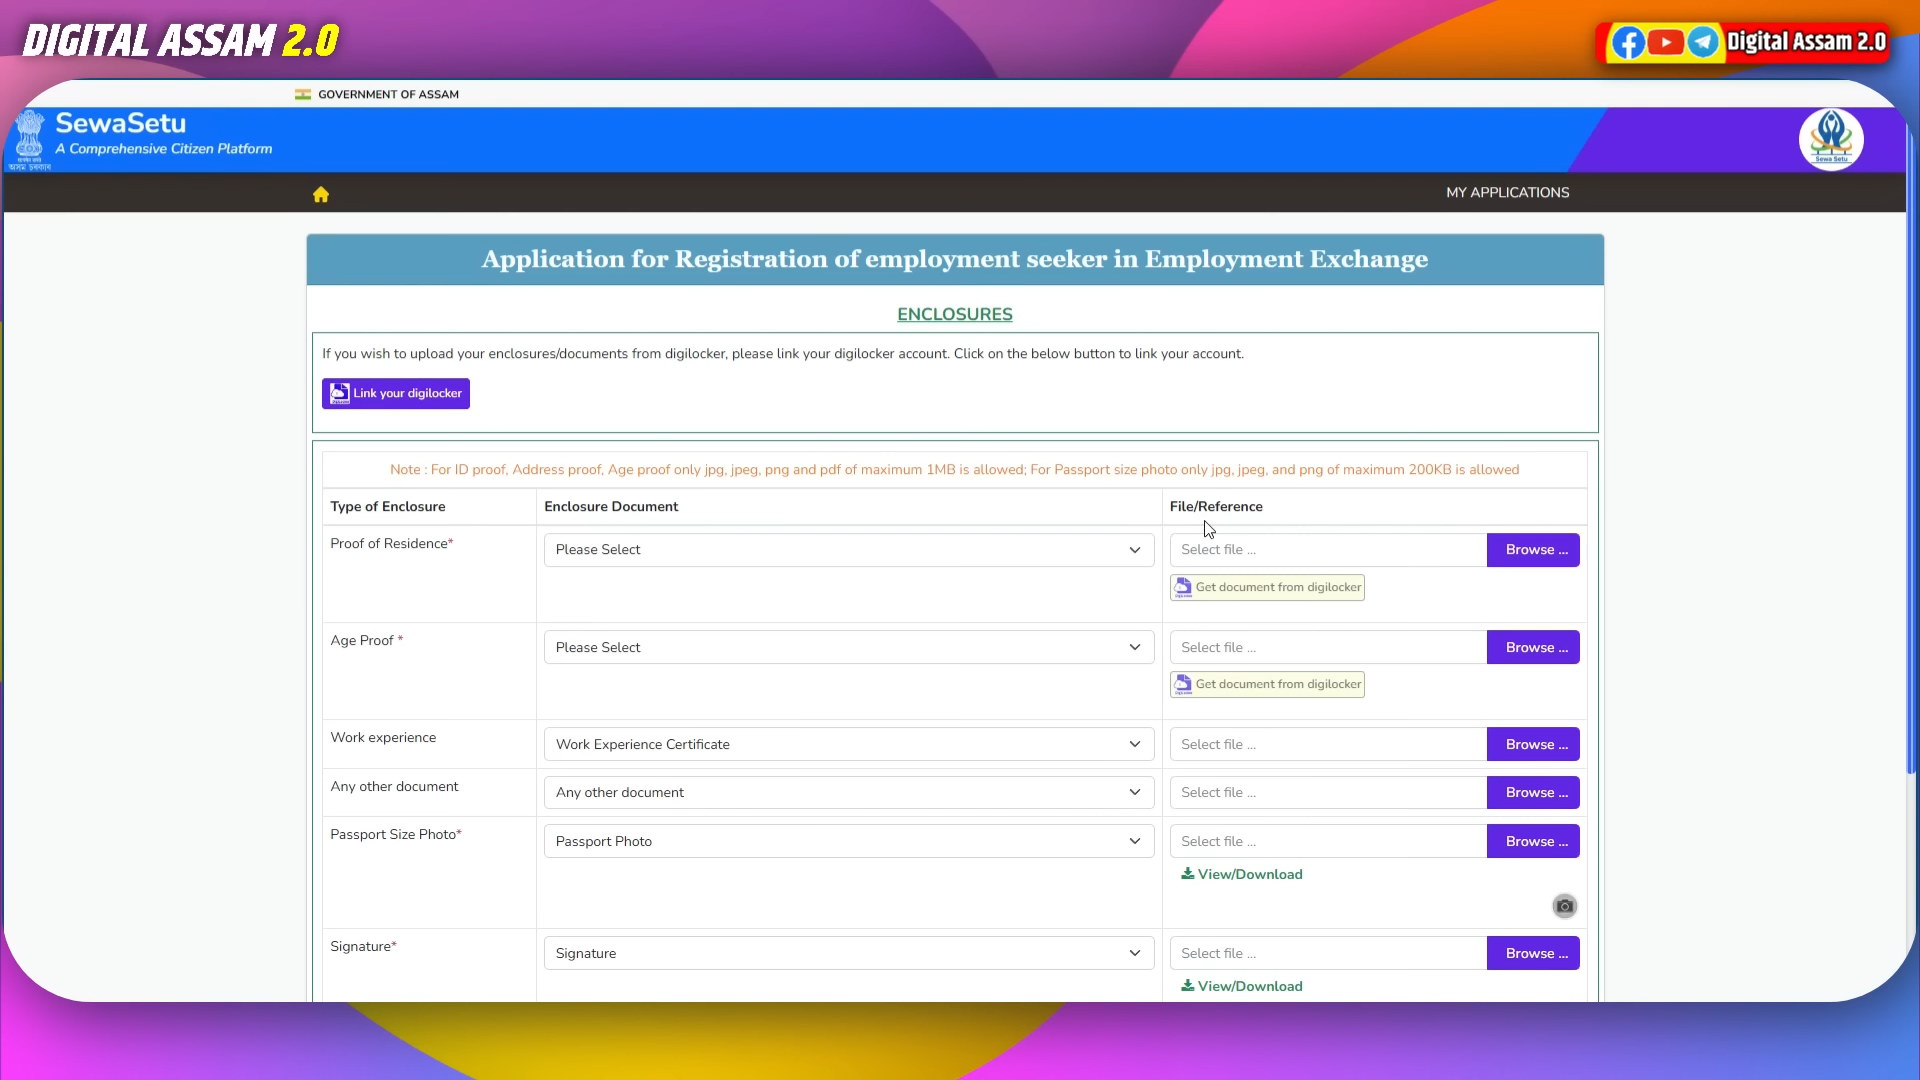 DIGITAL ASSAM 2.0
Digital Assam 2.0
GOVERNMENT OF ASSAM
SewaSetu
A Comprehensive Citizen Platform
Sewa Setu
MY APPLICATIONS
Application for Registration of employment seeker in Employment Exchange
ENCLOSURES
If you wish to upload your enclosures/documents from digilocker, please link your digilocker account. Click on the below button to link your account.
Link your digilocker
Note : For ID proof, Address proof, Age proof only jpg, jpeg, png and pdf of maximum 1MB is allowed; For Passport size photo only jpg, jpeg, and png of maximum 200KB is allowed
Type of Enclosure Enclosure Document File/Reference
Proof of Residence* Please Select Select file ... Browse ...
Get document from digilocker
Age Proof * Please Select Select file ... Browse ...
Get document from digilocker
Work experience Work Experience Certificate Select file ... Browse ...
Any other document Any other document Select file ... Browse ...
Passport Size Photo* Passport Photo Select file ... Browse ...
View/Download
Signature* Signature Select file ... Browse ...
View/Download